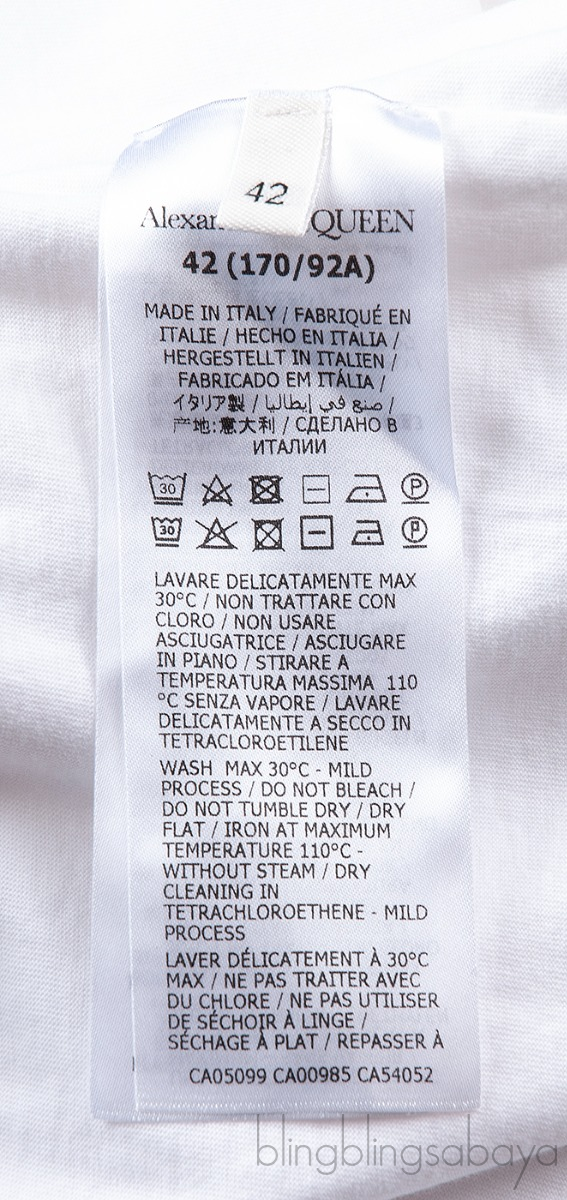 42
Alexan QUEEN
42 (170/92A)
MADE IN ITALY / FABRIQUÉ EN
ITALIE / HECHO EN ITALIA /
HERGESTELLT IN ITALIEN /
FABRICADO EM ITÁLIA /
イタリア製 / صنع في إيطاليا /
产地:意大利 / СДЕЛАНО В
ИТАЛИИ
30 P
30 P
LAVARE DELICATAMENTE MAX
30°C / NON TRATTARE CON
CLORO / NON USARE
ASCIUGATRICE / ASCIUGARE
IN PIANO / STIRARE A
TEMPERATURA MASSIMA 110
°C SENZA VAPORE / LAVARE
DELICATAMENTE A SECCO IN
TETRACLOROETILENE
WASH MAX 30°C - MILD
PROCESS / DO NOT BLEACH /
DO NOT TUMBLE DRY / DRY
FLAT / IRON AT MAXIMUM
TEMPERATURE 110°C -
WITHOUT STEAM / DRY
CLEANING IN
TETRACHLOROETHENE - MILD
PROCESS
LAVER DÉLICATEMENT À 30°C
MAX / NE PAS TRAITER AVEC
DU CHLORE / NE PAS UTILISER
DE SÉCHOIR À LINGE /
SÉCHAGE À PLAT / REPASSER À
CA05099 CA00985 CA54052
blingblingsabaya